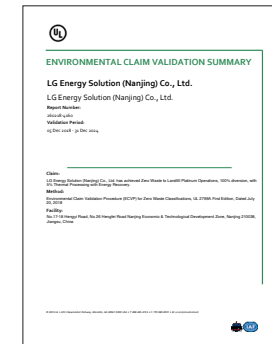 UL
ENVIRONMENTAL CLAIM VALIDATION SUMMARY
LG Energy Solution (Nanjing) Co., Ltd.
LG Energy Solution (Nanjing) Co., Ltd.
Report Number:
Validation Period:
Claim:
LG Energy Solution (Nanjing) Co., Ltd. has achieved Zero Waste to Landfill Platinum Operations, 100% diversion, with
5% Thermal Processing with Energy Recovery.
Method:
Environmental Claim Validation Procedure (ECVP) for Zero Waste Classifications, UL 2799A First Edition, Dated July
20, 2018
Facility:
No.17-18 Hengyi Road, No.26 Hengfei Road Nanjing Economic & Technological Development Zone, Nanjing 210038,
Jiangsu, China
IAF